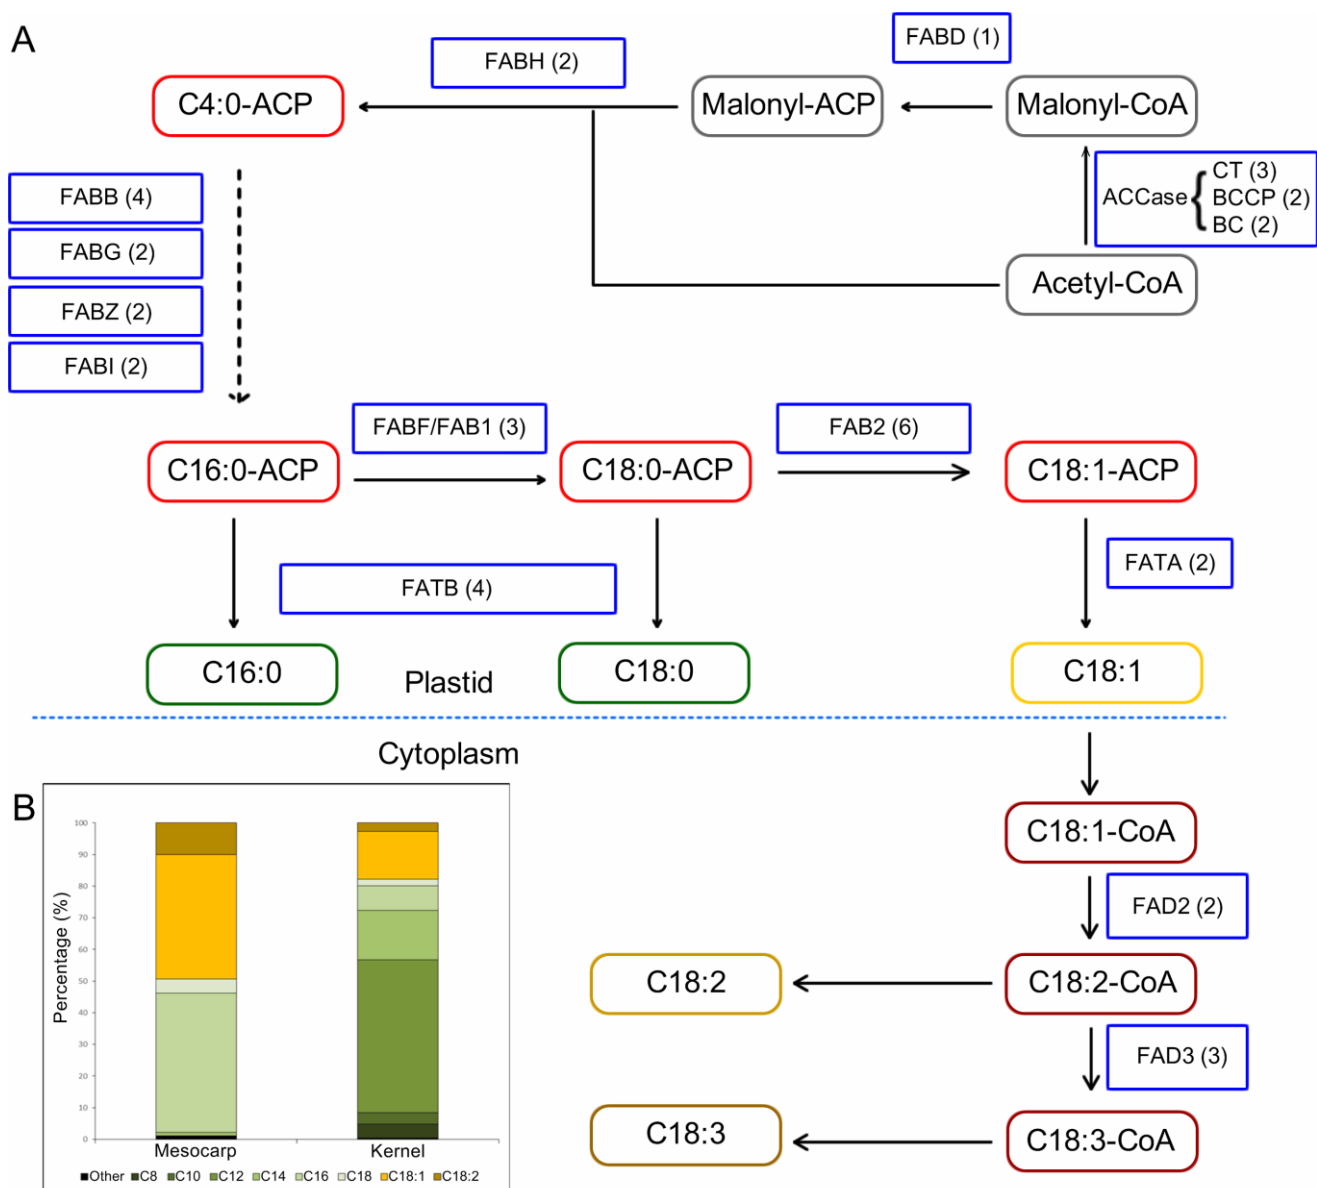 A
FABD (1)
FABH (2)
C4:0-ACP
Malonyl-ACP
Malonyl-CoA
CT (3)
ACCase { BCCP (2)
BC (2)
FABB (4)
FABG (2)
FABZ (2)
FABI (2)
Acetyl-CoA
FABF/FAB1 (3)
FAB2 (6)
C16:0-ACP
C18:0-ACP
C18:1-ACP
FATB (4)
FATA (2)
C16:0
Plastid
C18:0
C18:1
Cytoplasm
C18:1-CoA
FAD2 (2)
C18:2
C18:2-CoA
FAD3 (3)
C18:3
C18:3-CoA
B
Percentage (%)
100
90
80
70
60
50
40
30
20
10
0
Mesocarp Kernel
Other C8 C10 C12 C14 C16 C18 C18:1 C18:2